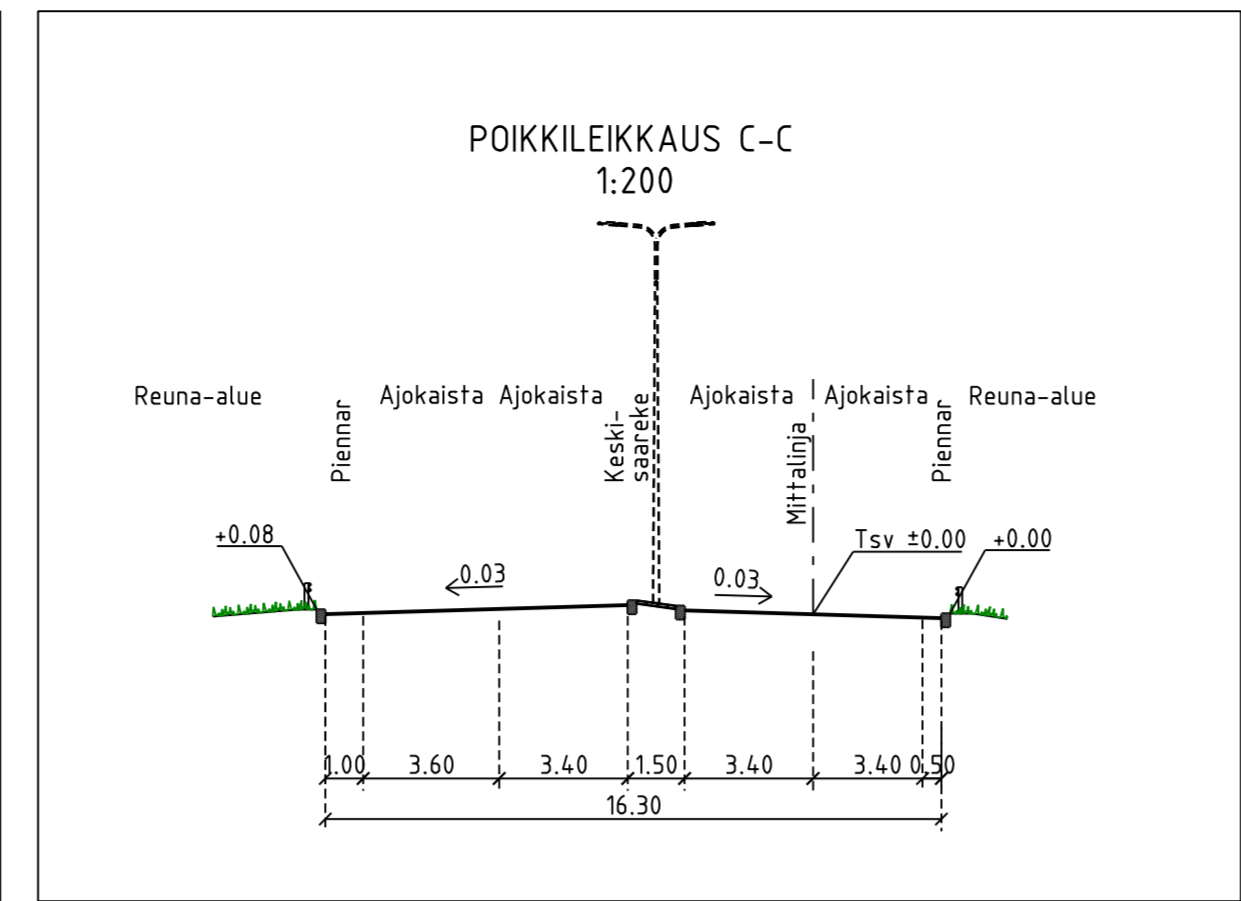 POIKKILEIKKAUS C-C
1:200
Reuna-alue
Piennar
Ajokaista
Ajokaista
Keski-
saareke
Ajokaista
Mittalinja
Ajokaista
Piennar
Reuna-alue
+0.08
0.03
0.03
Tsv ±0.00
+0.00
1.00
3.60
3.40
1.50
3.40
3.40
0.50
16.30